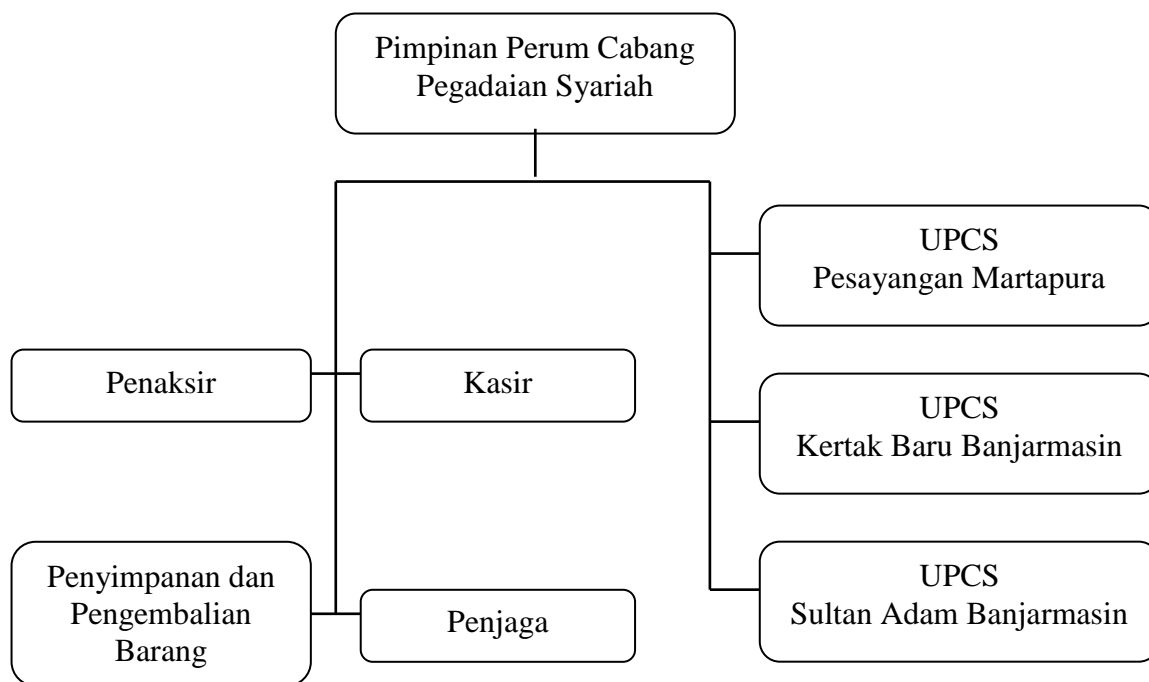 Pimpinan Perum Cabang
Pegadaian Syariah
UPCS
Pesayangan Martapura
Penaksir
Kasir
UPCS
Kertak Baru Banjarmasin
Penyimpanan dan
Pengembalian
Barang
Penjaga
UPCS
Sultan Adam Banjarmasin